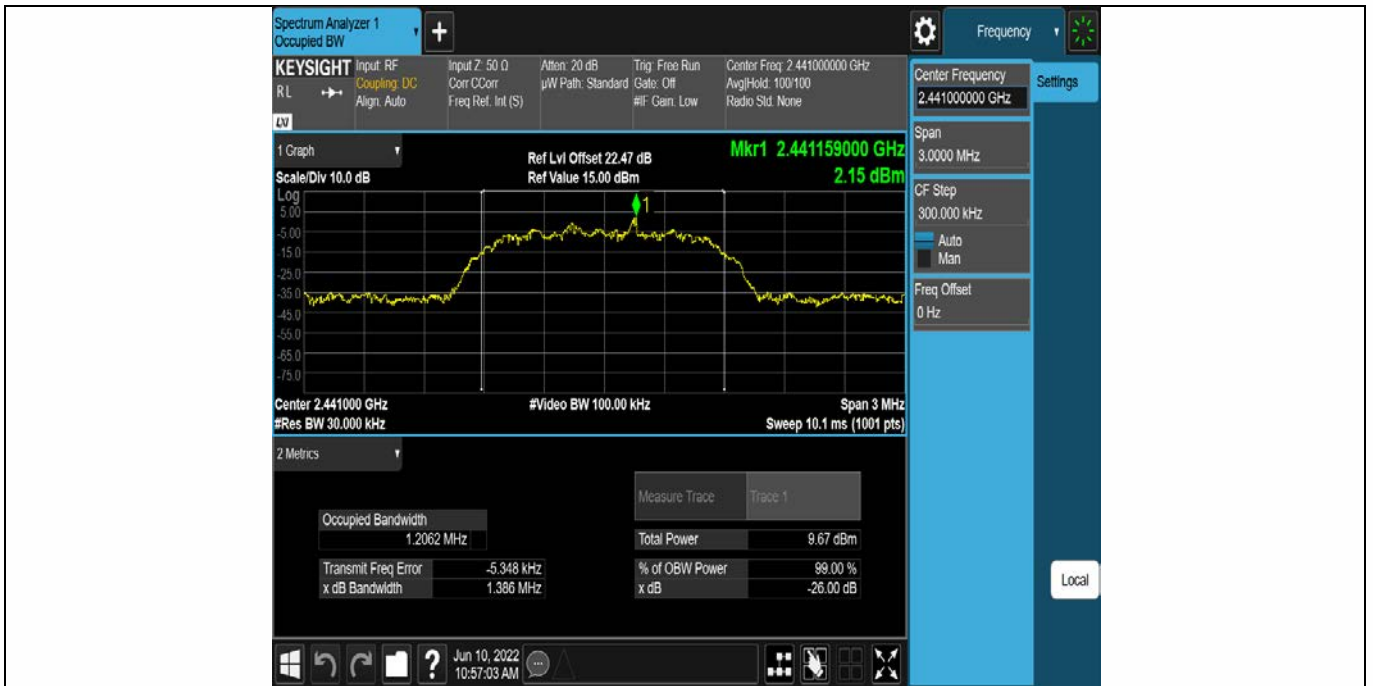 Spectrum Analyzer 1
Occupied BW
+
Frequency
KEYSIGHT
RL
LXI
Input: RF
Coupling: DC
Align: Auto
Input Z: 50 Ω
Corr CCorr
Freq Ref: Int (S)
Atten: 20 dB
µW Path: Standard
Trig: Free Run
Gate: Off
#IF Gain: Low
Center Freq: 2.441000000 GHz
Avg|Hold: 100/100
Radio Std: None
Center Frequency
2.441000000 GHz
Settings
Span
3.0000 MHz
CF Step
300.000 kHz
Auto
Man
Freq Offset
0 Hz
Local
1 Graph
Scale/Div 10.0 dB
Ref Lvl Offset 22.47 dB
Ref Value 15.00 dBm
Mkr1 2.441159000 GHz
2.15 dBm
Log
1
5.00
-5.00
-15.0
-25.0
-35.0
-45.0
-55.0
-65.0
-75.0
Center 2.441000 GHz
#Res BW 30.000 kHz
#Video BW 100.00 kHz
Span 3 MHz
Sweep 10.1 ms (1001 pts)
2 Metrics
Measure Trace Trace 1
Occupied Bandwidth
1.2062 MHz
Total Power 9.67 dBm
Transmit Freq Error -5.348 kHz
% of OBW Power 99.00 %
x dB Bandwidth 1.386 MHz
x dB -26.00 dB
?
Jun 10, 2022
10:57:03 AM